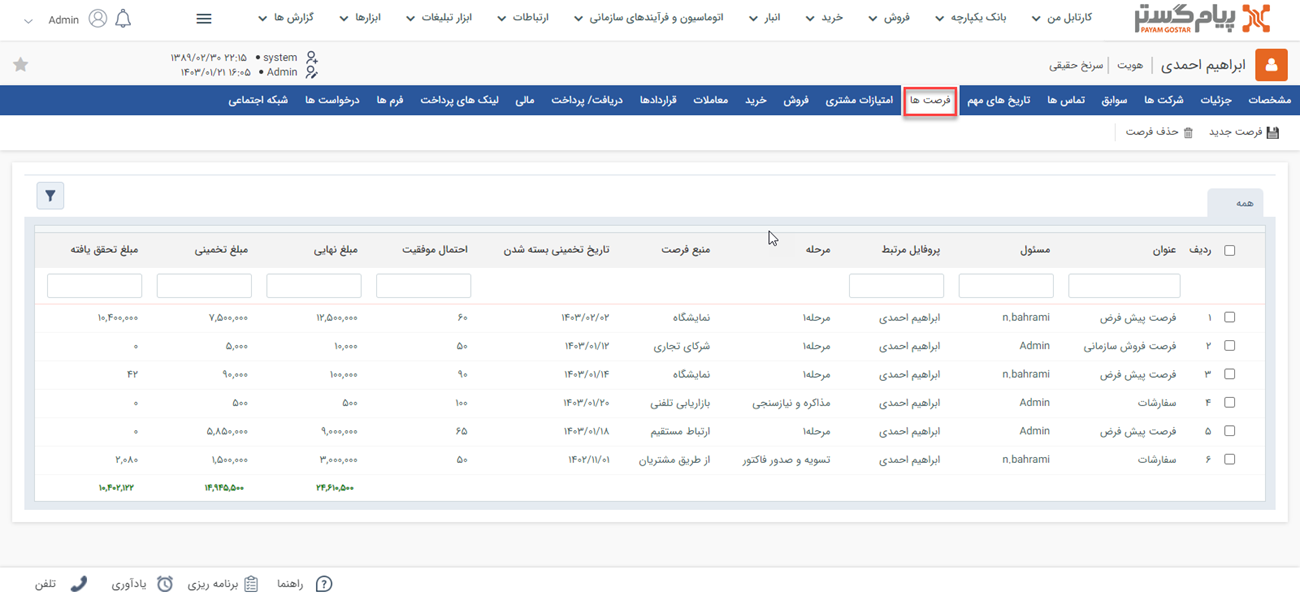 پیام‌گستر PAYAM GOSTAR کارتابل من بانک یکپارچه فروش خرید انبار اتوماسیون و فرآیندهای سازمانی ارتباطات ابزار تبلیغات ابزارها گزارش ها Admin
ابراهیم احمدی هویت سرنخ حقیقی system ۱۳۸۹/۰۲/۳۰ ۲۲:۱۵
Admin ۱۴۰۳/۰۱/۲۱ ۱۶:۰۵
مشخصات جزئیات شرکت ها سوابق تماس ها تاریخ های مهم فرصت ها امتیازات مشتری فروش خرید معاملات قراردادها دریافت/ پرداخت مالی لینک های پرداخت فرم ها درخواست ها شبکه اجتماعی
فرصت جدید حذف فرصت
همه
ردیف عنوان مسئول پروفایل مرتبط مرحله منبع فرصت تاریخ تخمینی بسته شدن احتمال موفقیت مبلغ نهایی مبلغ تخمینی مبلغ تحقق یافته
۱ فرصت پیش فرض n.bahrami ابراهیم احمدی مرحله۱ نمایشگاه ۱۴۰۳/۰۲/۰۲ ۶۰ ۱۲,۵۰۰,۰۰۰ ۷,۵۰۰,۰۰۰ ۱۰,۴۰۰,۰۰۰
۲ فرصت فروش سازمانی Admin ابراهیم احمدی مرحله۱ شرکای تجاری ۱۴۰۳/۰۱/۱۲ ۵۰ ۱۰,۰۰۰ ۵,۰۰۰ ۰
۳ فرصت پیش فرض n.bahrami ابراهیم احمدی مرحله۱ نمایشگاه ۱۴۰۳/۰۱/۱۴ ۹۰ ۱۰۰,۰۰۰ ۹۰,۰۰۰ ۴۲
۴ سفارشات Admin ابراهیم احمدی مذاکره و نیازسنجی بازاریابی تلفنی ۱۴۰۳/۰۱/۲۰ ۱۰۰ ۵۰۰ ۵۰۰ ۰
۵ فرصت پیش فرض Admin ابراهیم احمدی مرحله۱ ارتباط مستقیم ۱۴۰۳/۰۱/۱۸ ۶۵ ۹,۰۰۰,۰۰۰ ۵,۸۵۰,۰۰۰ ۰
۶ سفارشات n.bahrami ابراهیم احمدی تسویه و صدور فاکتور از طریق مشتریان ۱۴۰۲/۱۱/۰۱ ۵۰ ۳,۰۰۰,۰۰۰ ۱,۵۰۰,۰۰۰ ۲,۰۸۰
۲۴,۶۱۰,۵۰۰ ۱۴,۹۴۵,۵۰۰ ۱۰,۴۰۲,۱۲۲
راهنما برنامه ریزی یادآوری تلفن